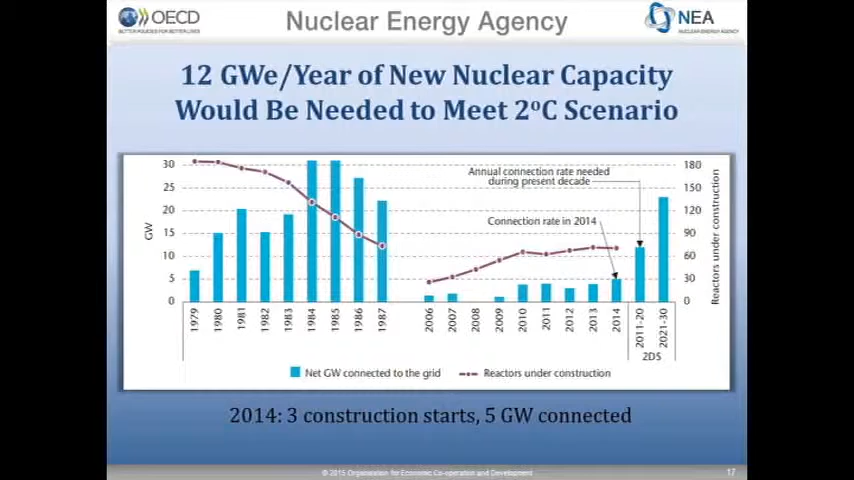 OECD
BETTER POLICIES FOR BETTER LIVES
Nuclear Energy Agency
NEA
NUCLEAR ENERGY AGENCY
12 GWe/Year of New Nuclear Capacity
Would Be Needed to Meet 2°C Scenario
30
25
20
15
10
5
0
GW
180
150
120
90
60
30
0
Reactors under construction
Annual connection rate needed
during present decade
Connection rate in 2014
1979
1980
1981
1982
1983
1984
1985
1986
1987
2006
2007
2008
2009
2010
2011
2012
2013
2014
2011-20
2021-30
2DS
Net GW connected to the grid
Reactors under construction
2014: 3 construction starts, 5 GW connected
© 2015 Organisation for Economic Co-operation and Development
17